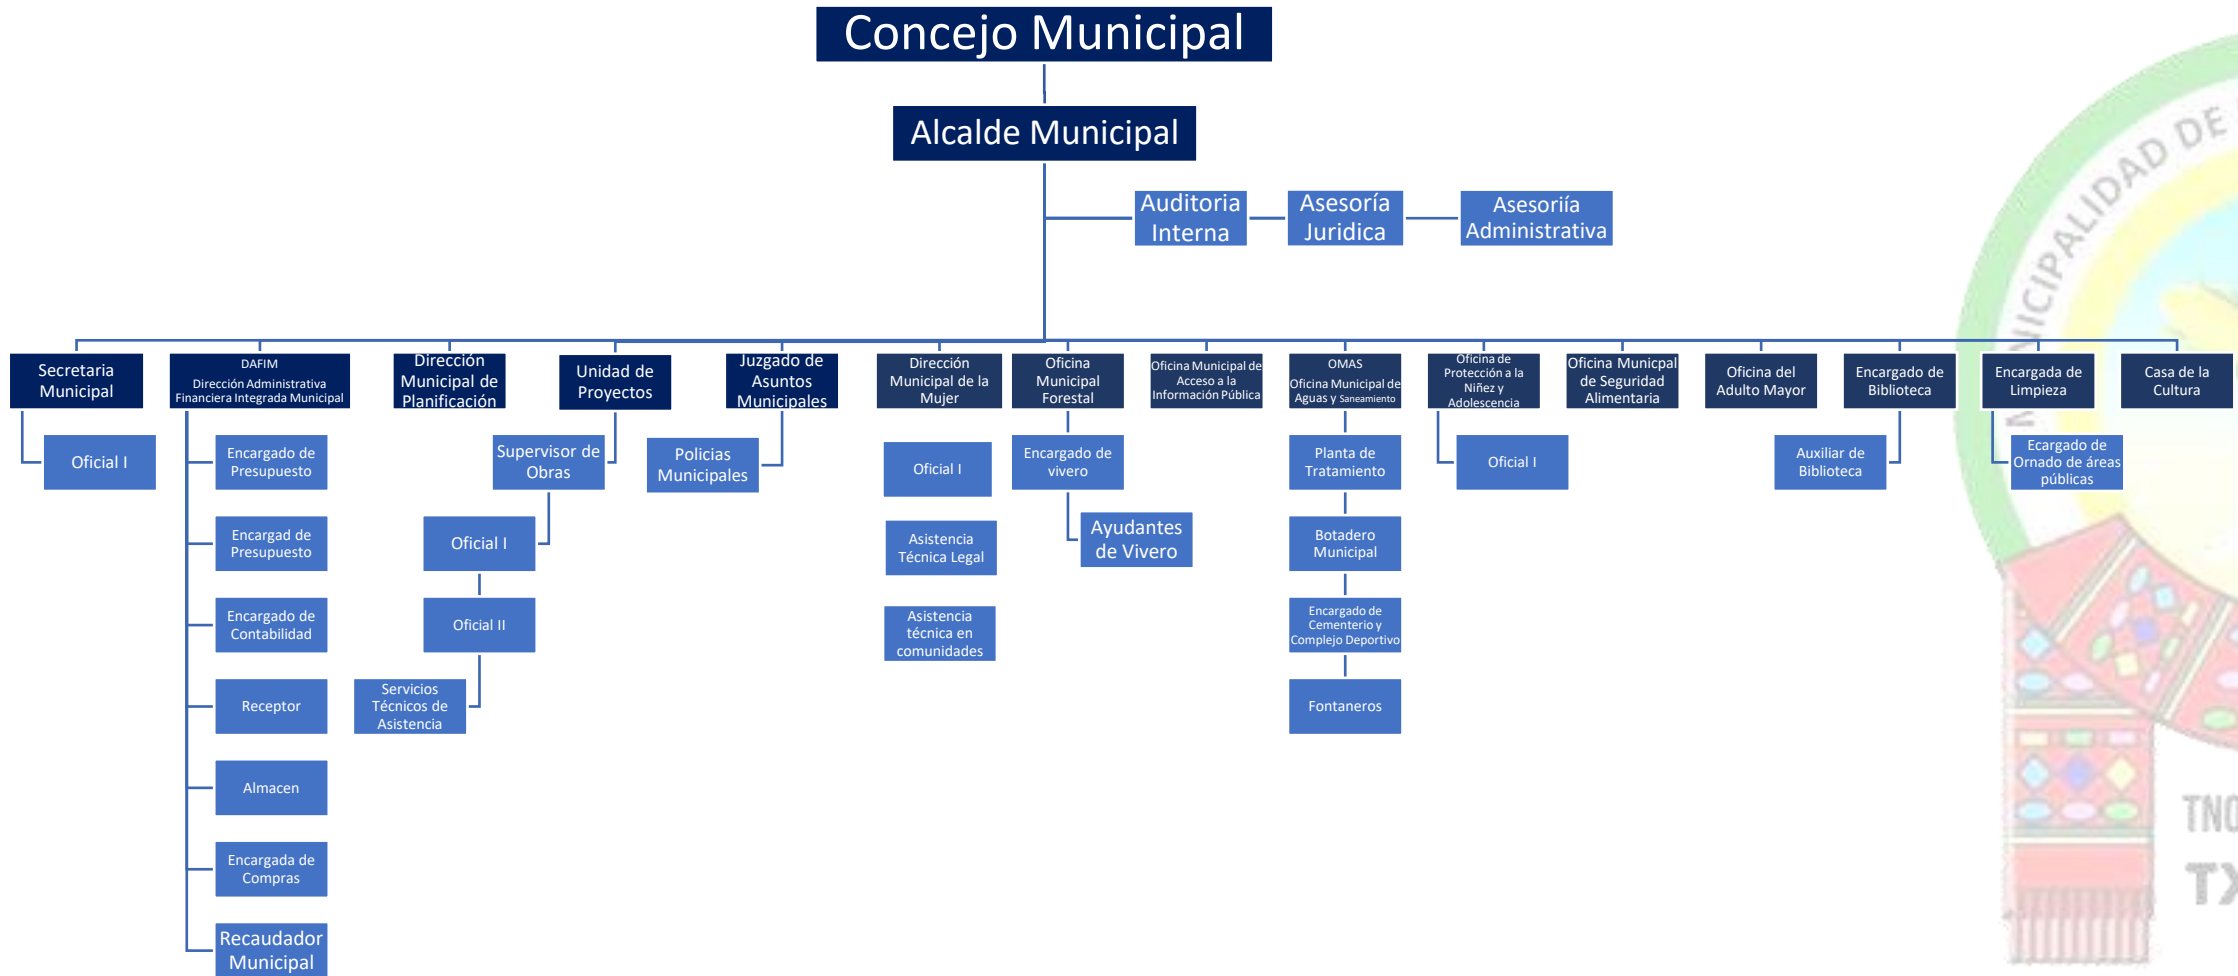 Concejo Municipal
Alcalde Municipal
Auditoria
Interna
Asesoría
Juridica
Asesoriía
Administrativa
Secretaria
Municipal
DAFIM
Dirección Administrativa
Financiera Integrada Municipal
Dirección
Municipal de
Planificación
Unidad de
Proyectos
Juzgado de
Asuntos
Municipales
Dirección
Municipal de la
Mujer
Oficina
Municipal
Forestal
Oficina Municipal de
Acceso a la
Información Pública
OMAS
Oficina Municipal de
Aguas y Saneamiento
Oficina de
Protección a la
Niñez y
Adolescencia
Oficina Municpal
de Seguridad
Alimentaria
Oficina del
Adulto Mayor
Encargado de
Biblioteca
Encargada de
Limpieza
Casa de la
Cultura
Oficial I
Encargado de
Presupuesto
Supervisor de
Obras
Policias
Municipales
Oficial I
Encargado de
vivero
Planta de
Tratamiento
Oficial I
Auxiliar de
Biblioteca
Ecargado de
Ornado de áreas
públicas
Encargad de
Presupuesto
Oficial I
Asistencia
Técnica Legal
Ayudantes
de Vivero
Botadero
Municipal
Encargado de
Contabilidad
Oficial II
Asistencia
técnica en
comunidades
Encargado de
Cementerio y
Complejo Deportivo
Receptor
Servicios
Técnicos de
Asistencia
Fontaneros
Almacen
Encargada de
Compras
Recaudador
Municipal
MUNICIPALIDAD DE
TNO
TX